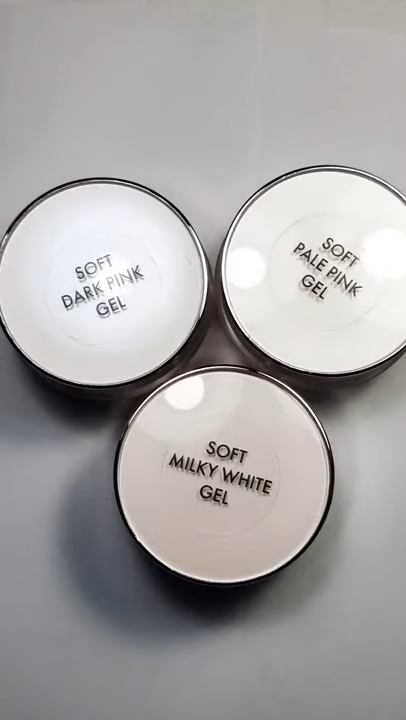 SOFT
DARK PINK
GEL
SOFT
PALE PINK
GEL
SOFT
MILKY WHITE
GEL